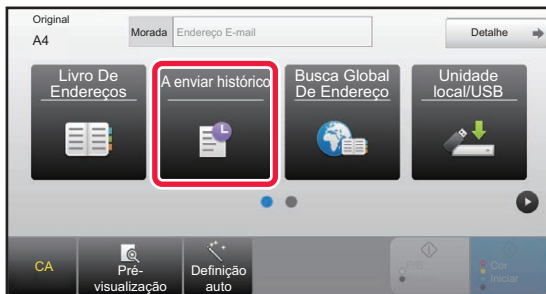 Original
A4
Morada
Endereço E-mail
Detalhe
Livro De
Endereços
A enviar histórico
Busca Global
De Endereço
Unidade
local/USB
CA
Pré-
visualização
Definição
auto
P/B
Iniciar
Cor
Iniciar